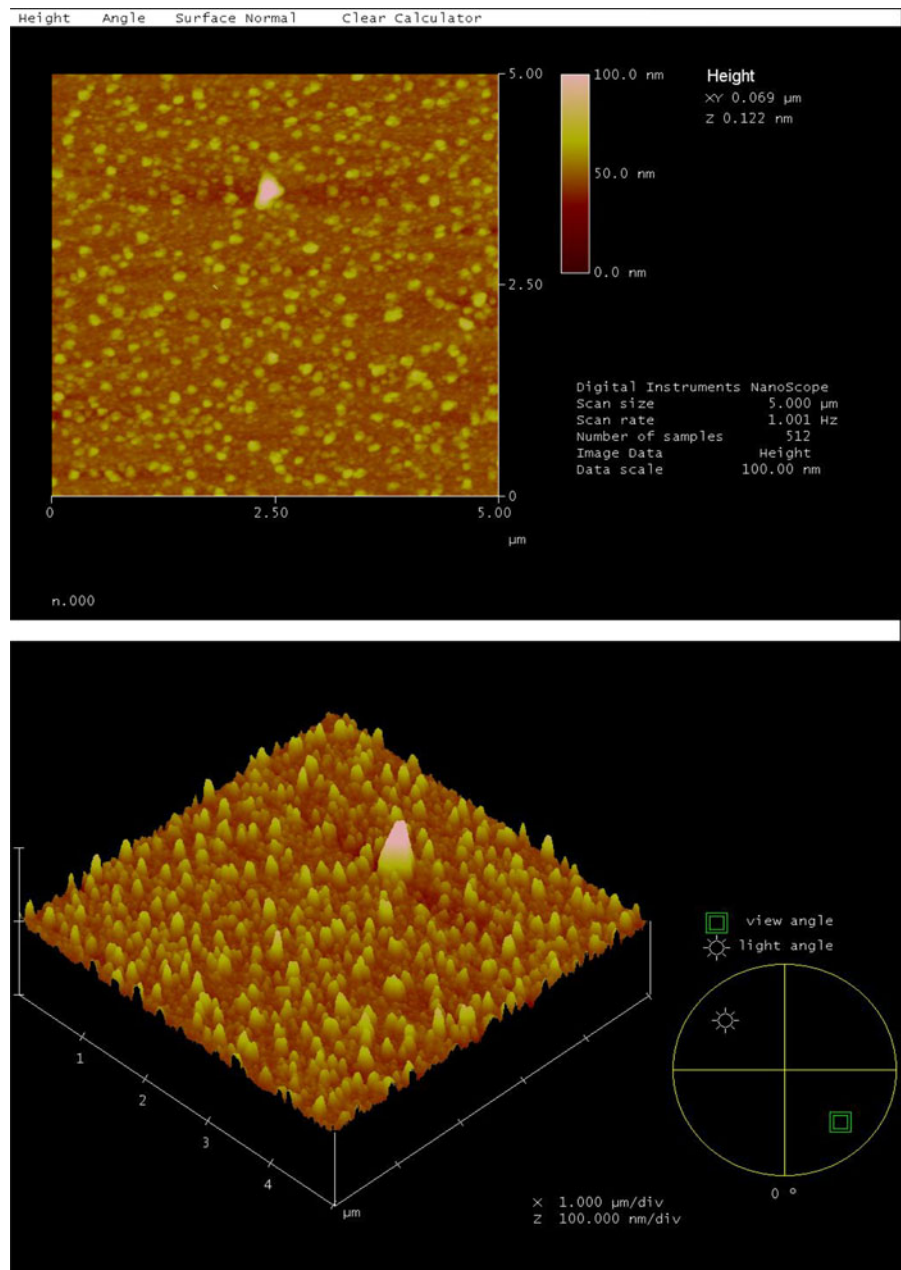 Height Angle Surface Normal Clear Calculator
5.00
100.0 nm
Height
XY 0.069 µm
Z 0.122 nm
50.0 nm
0.0 nm
2.50
Digital Instruments NanoScope
Scan size 5.000 µm
Scan rate 1.001 Hz
Number of samples 512
Image Data Height
Data scale 100.00 nm
0
0 2.50 5.00
µm
n.000
view angle
light angle
1
2
3
4
µm
X 1.000 µm/div
Z 100.000 nm/div
0 º